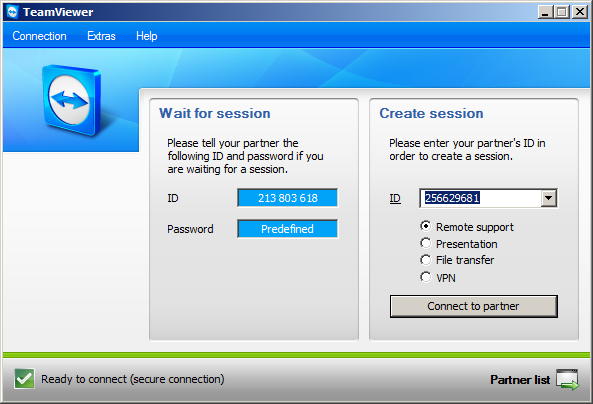 TeamViewer
Connection Extras Help
Wait for session
Please tell your partner the
following ID and password if you
are waiting for a session.
ID 213 803 618
Password Predefined
Create session
Please enter your partner's ID in
order to create a session.
ID 256629681
Remote support
Presentation
File transfer
VPN
Connect to partner
Ready to connect (secure connection)
Partner list